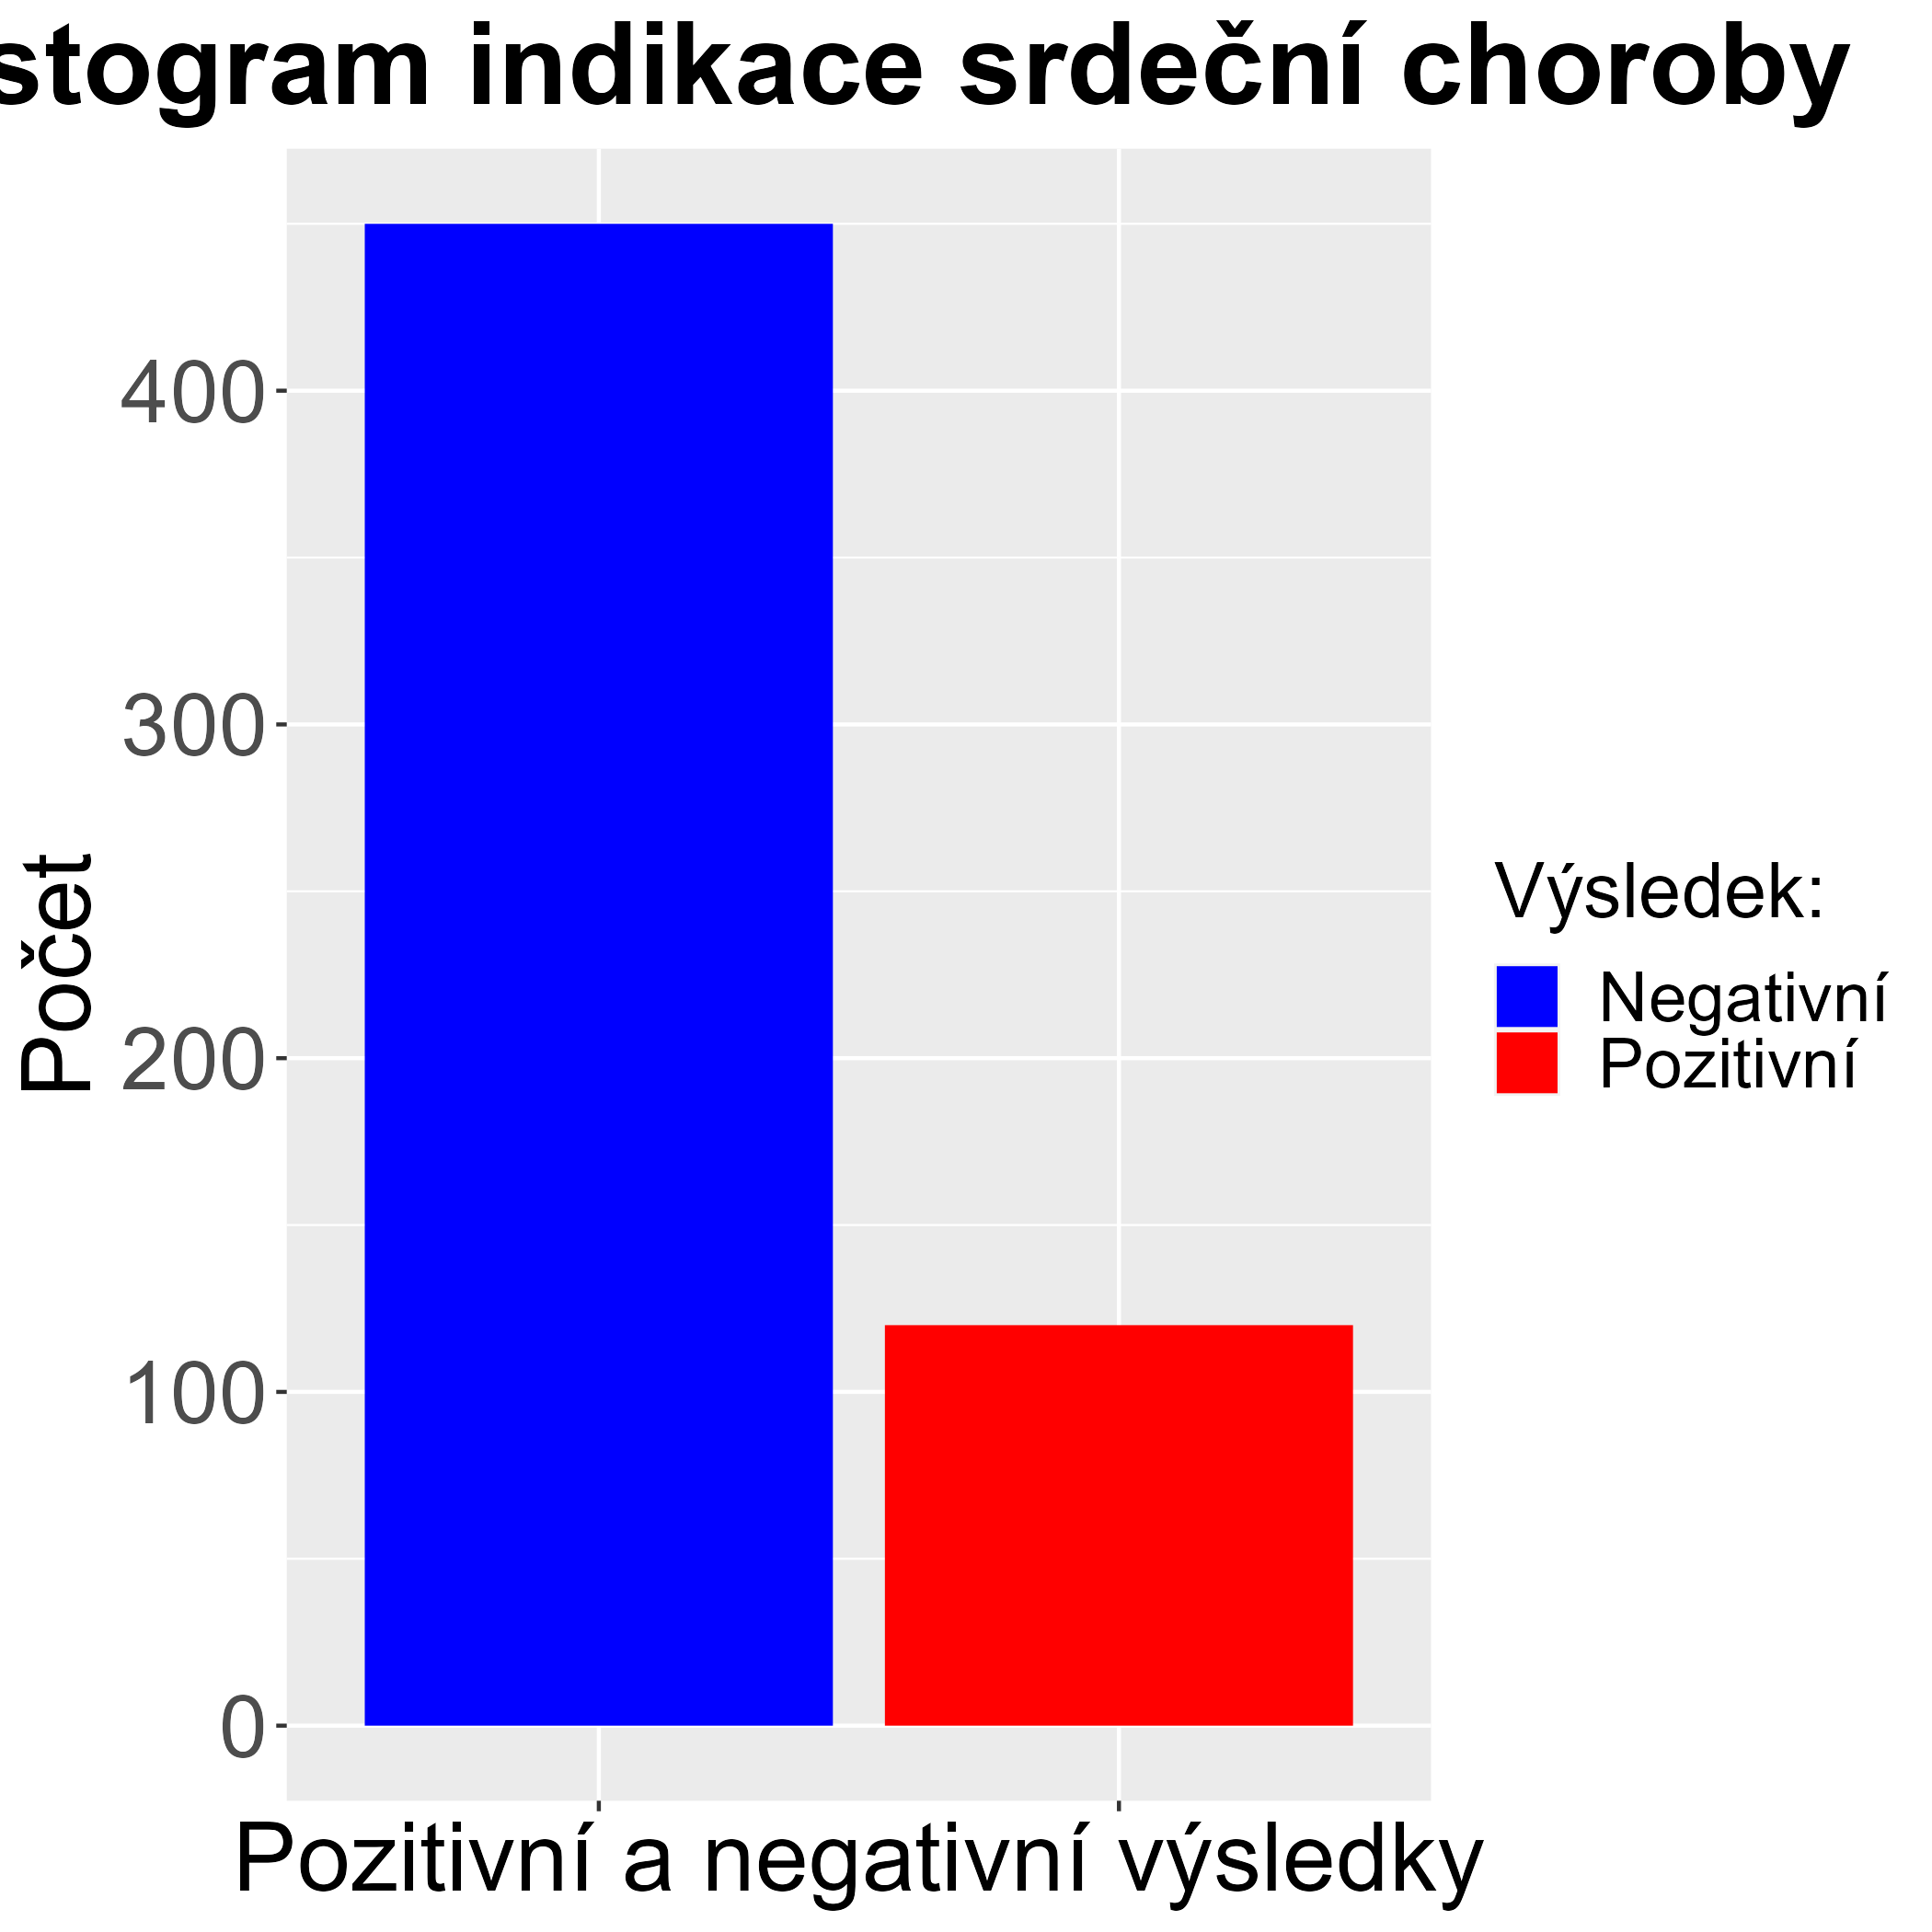 stogram indikace srdeční choroby
400
300
200
100
0
Počet
Pozitivní a negativní výsledky
Výsledek:
Negativní
Pozitivní